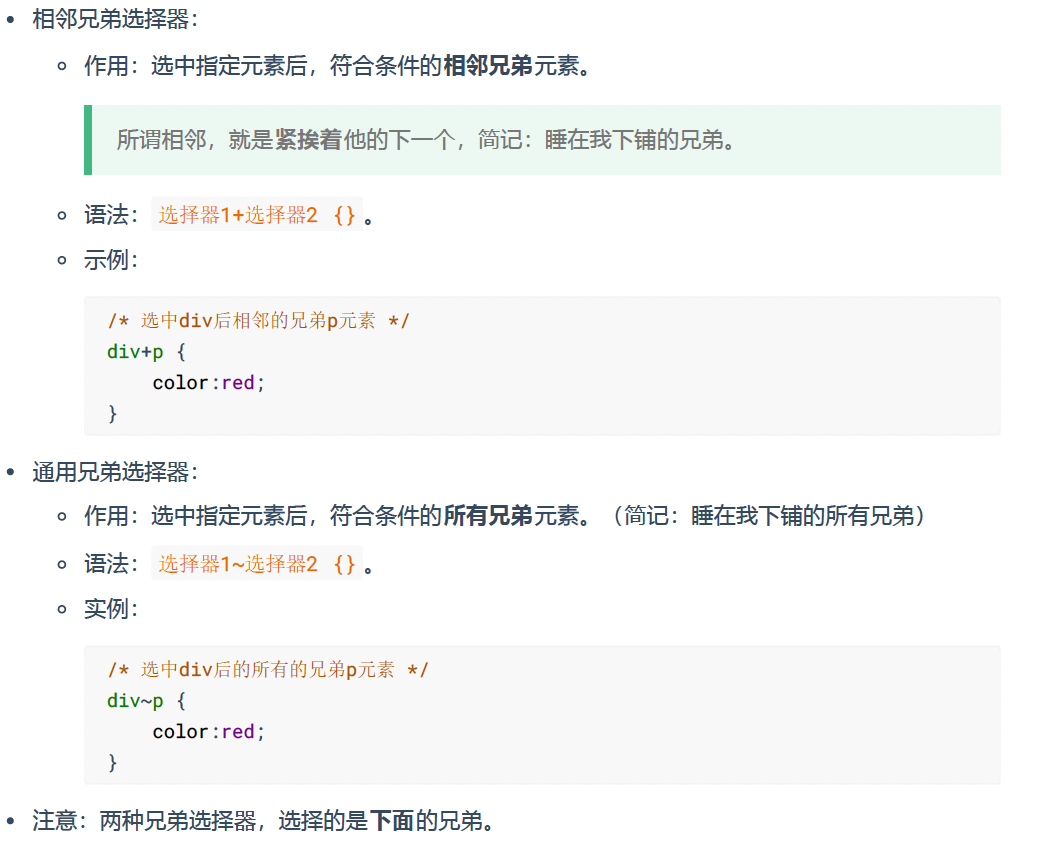 相邻兄弟选择器：
作用：选中指定元素后，符合条件的相邻兄弟元素。
所谓相邻，就是紧挨着他的下一个，简记：睡在我下铺的兄弟。
语法：选择器1+选择器2 {}。
示例：
/* 选中div后相邻的兄弟p元素 */
div+p {
    color:red;
}
通用兄弟选择器：
作用：选中指定元素后，符合条件的所有兄弟元素。（简记：睡在我下铺的所有兄弟）
语法：选择器1~选择器2 {}。
实例：
/* 选中div后的所有的兄弟p元素 */
div~p {
    color:red;
}
注意：两种兄弟选择器，选择的是下面的兄弟。